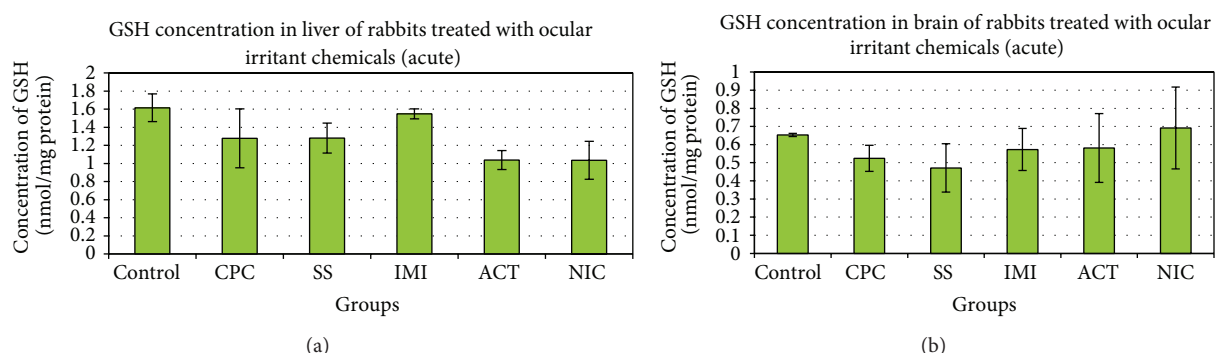 GSH concentration in liver of rabbits treated with ocular
irritant chemicals (acute)
Concentration of GSH
(nmol/mg protein)
2
1.8
1.6
1.4
1.2
1
0.8
0.6
0.4
0.2
0
Control CPC SS IMI ACT NIC
Groups
(a)
GSH concentration in brain of rabbits treated with ocular
irritant chemicals (acute)
Concentration of GSH
(nmol/mg protein)
1
0.9
0.8
0.7
0.6
0.5
0.4
0.3
0.2
0.1
0
Control CPC SS IMI ACT NIC
Groups
(b)